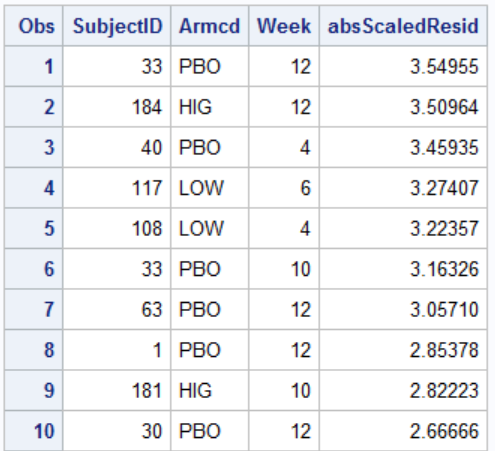 Obs SubjectID Armcd Week absScaledResid
1 33 PBO 12 3.54955
2 184 HIG 12 3.50964
3 40 PBO 4 3.45935
4 117 LOW 6 3.27407
5 108 LOW 4 3.22357
6 33 PBO 10 3.16326
7 63 PBO 12 3.05710
8 1 PBO 12 2.85378
9 181 HIG 10 2.82223
10 30 PBO 12 2.66666